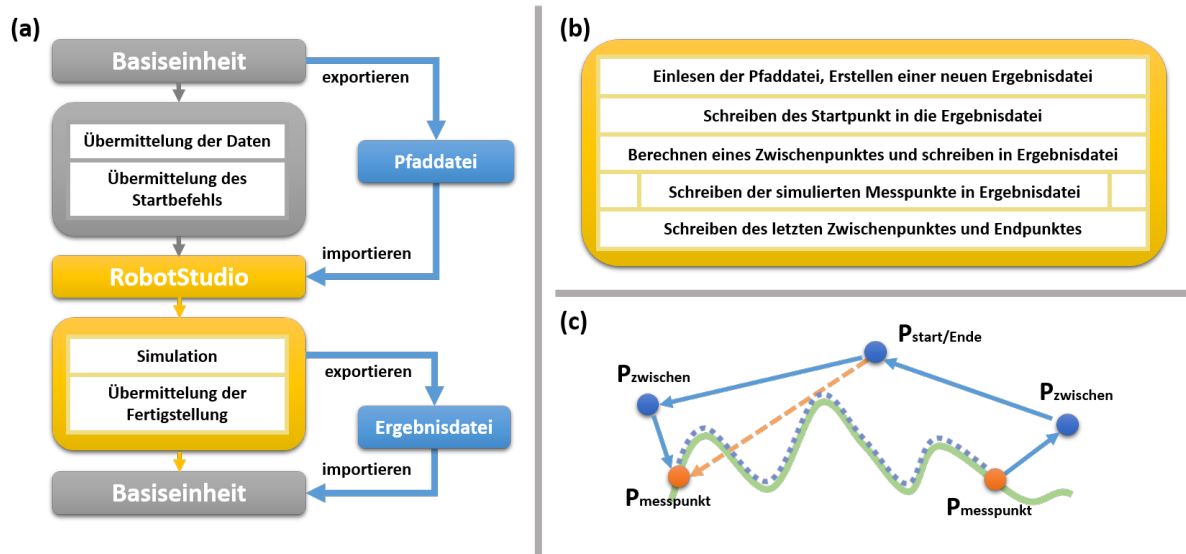 (a)
Basiseinheit
exportieren
Übermittelung der Daten
Übermittelung des
Startbefehls
Pfaddatei
importieren
RobotStudio
Simulation
Übermittelung der
Fertigstellung
exportieren
Ergebnisdatei
importieren
Basiseinheit
(b)
Einlesen der Pfaddatei, Erstellen einer neuen Ergebnisdatei
Schreiben des Startpunkt in die Ergebnisdatei
Berechnen eines Zwischenpunktes und schreiben in Ergebnisdatei
Schreiben der simulierten Messpunkte in Ergebnisdatei
Schreiben des letzten Zwischenpunktes und Endpunktes
(c)
Pstart/Ende
Pzwischen
Pzwischen
Pmesspunkt
Pmesspunkt